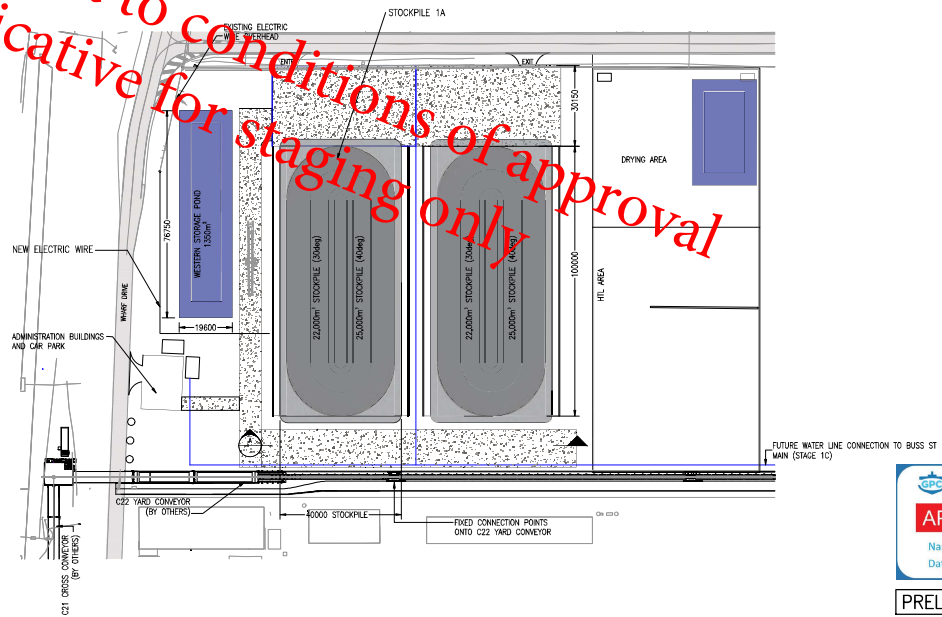 STOCKPILE 1A
to conditions of approval
icative for staging only
EXISTING ELECTRIC
WIRE OVERHEAD
EXIT
30150
DRYING AREA
WESTERN STORAGE POND
1350m³
76750
NEW ELECTRIC WIRE
WHARF DRIVE
19600
22,000m³ STOCKPILE (30deg)
25,000m³ STOCKPILE (40deg)
22,000m³ STOCKPILE (30deg)
25,000m³ STOCKPILE (40deg)
100000
HTL AREA
ADMINISTRATION BUILDINGS
AND CAR PARK
FUTURE WATER LINE CONNECTION TO BUSS ST
MAIN (STAGE 1C)
C22 YARD CONVEYOR
(BY OTHERS)
40000 STOCKPILE
FIXED CONNECTION POINTS
ONTO C22 YARD CONVEYOR
C21 CROSS CONVEYOR
(BY OTHERS)
GPC
AP
Na
Dat
PREL